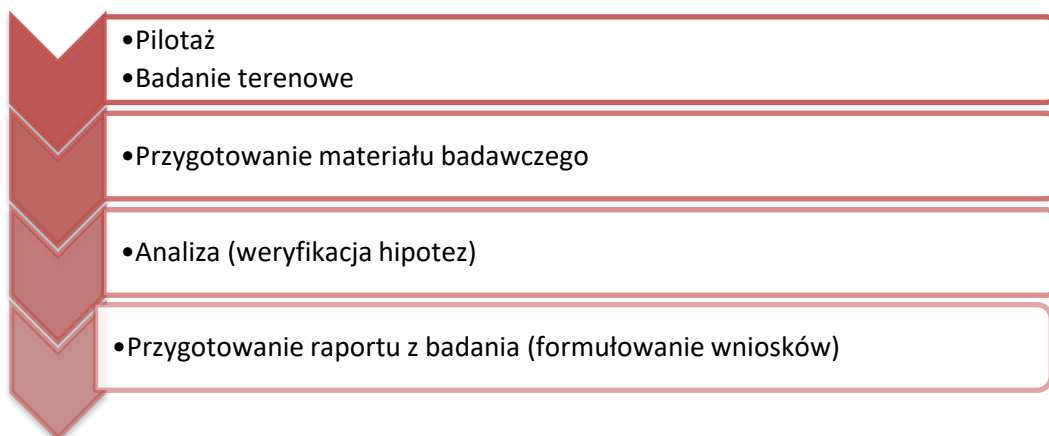 •Pilotaż
•Badanie terenowe
•Przygotowanie materiału badawczego
•Analiza (weryfikacja hipotez)
•Przygotowanie raportu z badania (formułowanie wniosków)